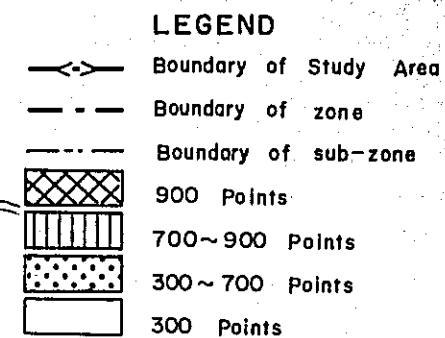 LEGEND
Boundary of Study Area
Boundary of zone
Boundary of sub-zone
900 Points
700~900 Points
300~700 Points
300 Points